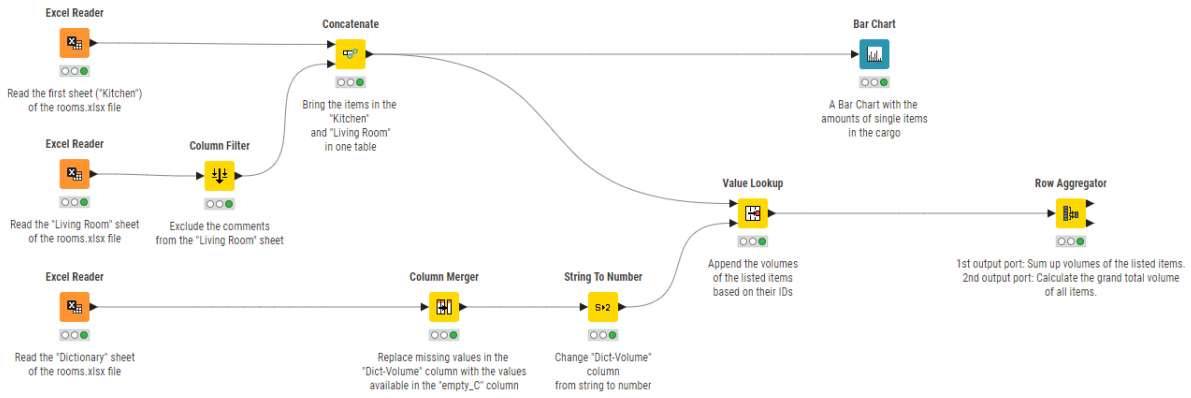 Excel Reader
Read the first sheet ("Kitchen")
of the rooms.xlsx file
Concatenate
Bring the items in the
"Kitchen"
and "Living Room"
in one table
Bar Chart
A Bar Chart with the
amounts of single items
in the cargo
Excel Reader
Read the "Living Room" sheet
of the rooms.xlsx file
Column Filter
Exclude the comments
from the "Living Room" sheet
Value Lookup
Append the volumes
of the listed items
based on their IDs
Row Aggregator
1st output port: Sum up volumes of the listed items.
2nd output port: Calculate the grand total volume
of all items.
Excel Reader
Read the "Dictionary" sheet
of the rooms.xlsx file
Column Merger
Replace missing values in the
"Dict-Volume" column with the values
available in the "empty_C" column
String To Number
S▸2
Change "Dict-Volume"
column
from string to number